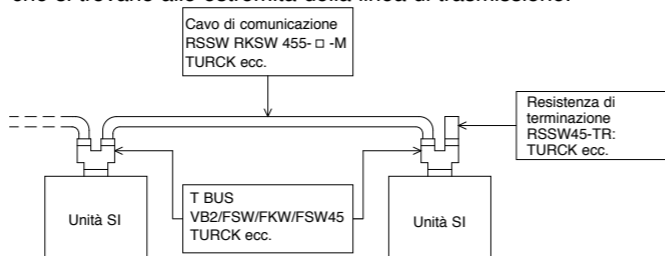 che si trovano alle estremità della linea di trasmissione.
Cavo di comunicazione
RSSW RKSW 455- □ -M
TURCK ecc.
Resistenza di
terminazione
RSSW45-TR:
TURCK ecc.
T BUS
VB2/FSW/FKW/FSW45
TURCK ecc.
Unità SI
Unità SI